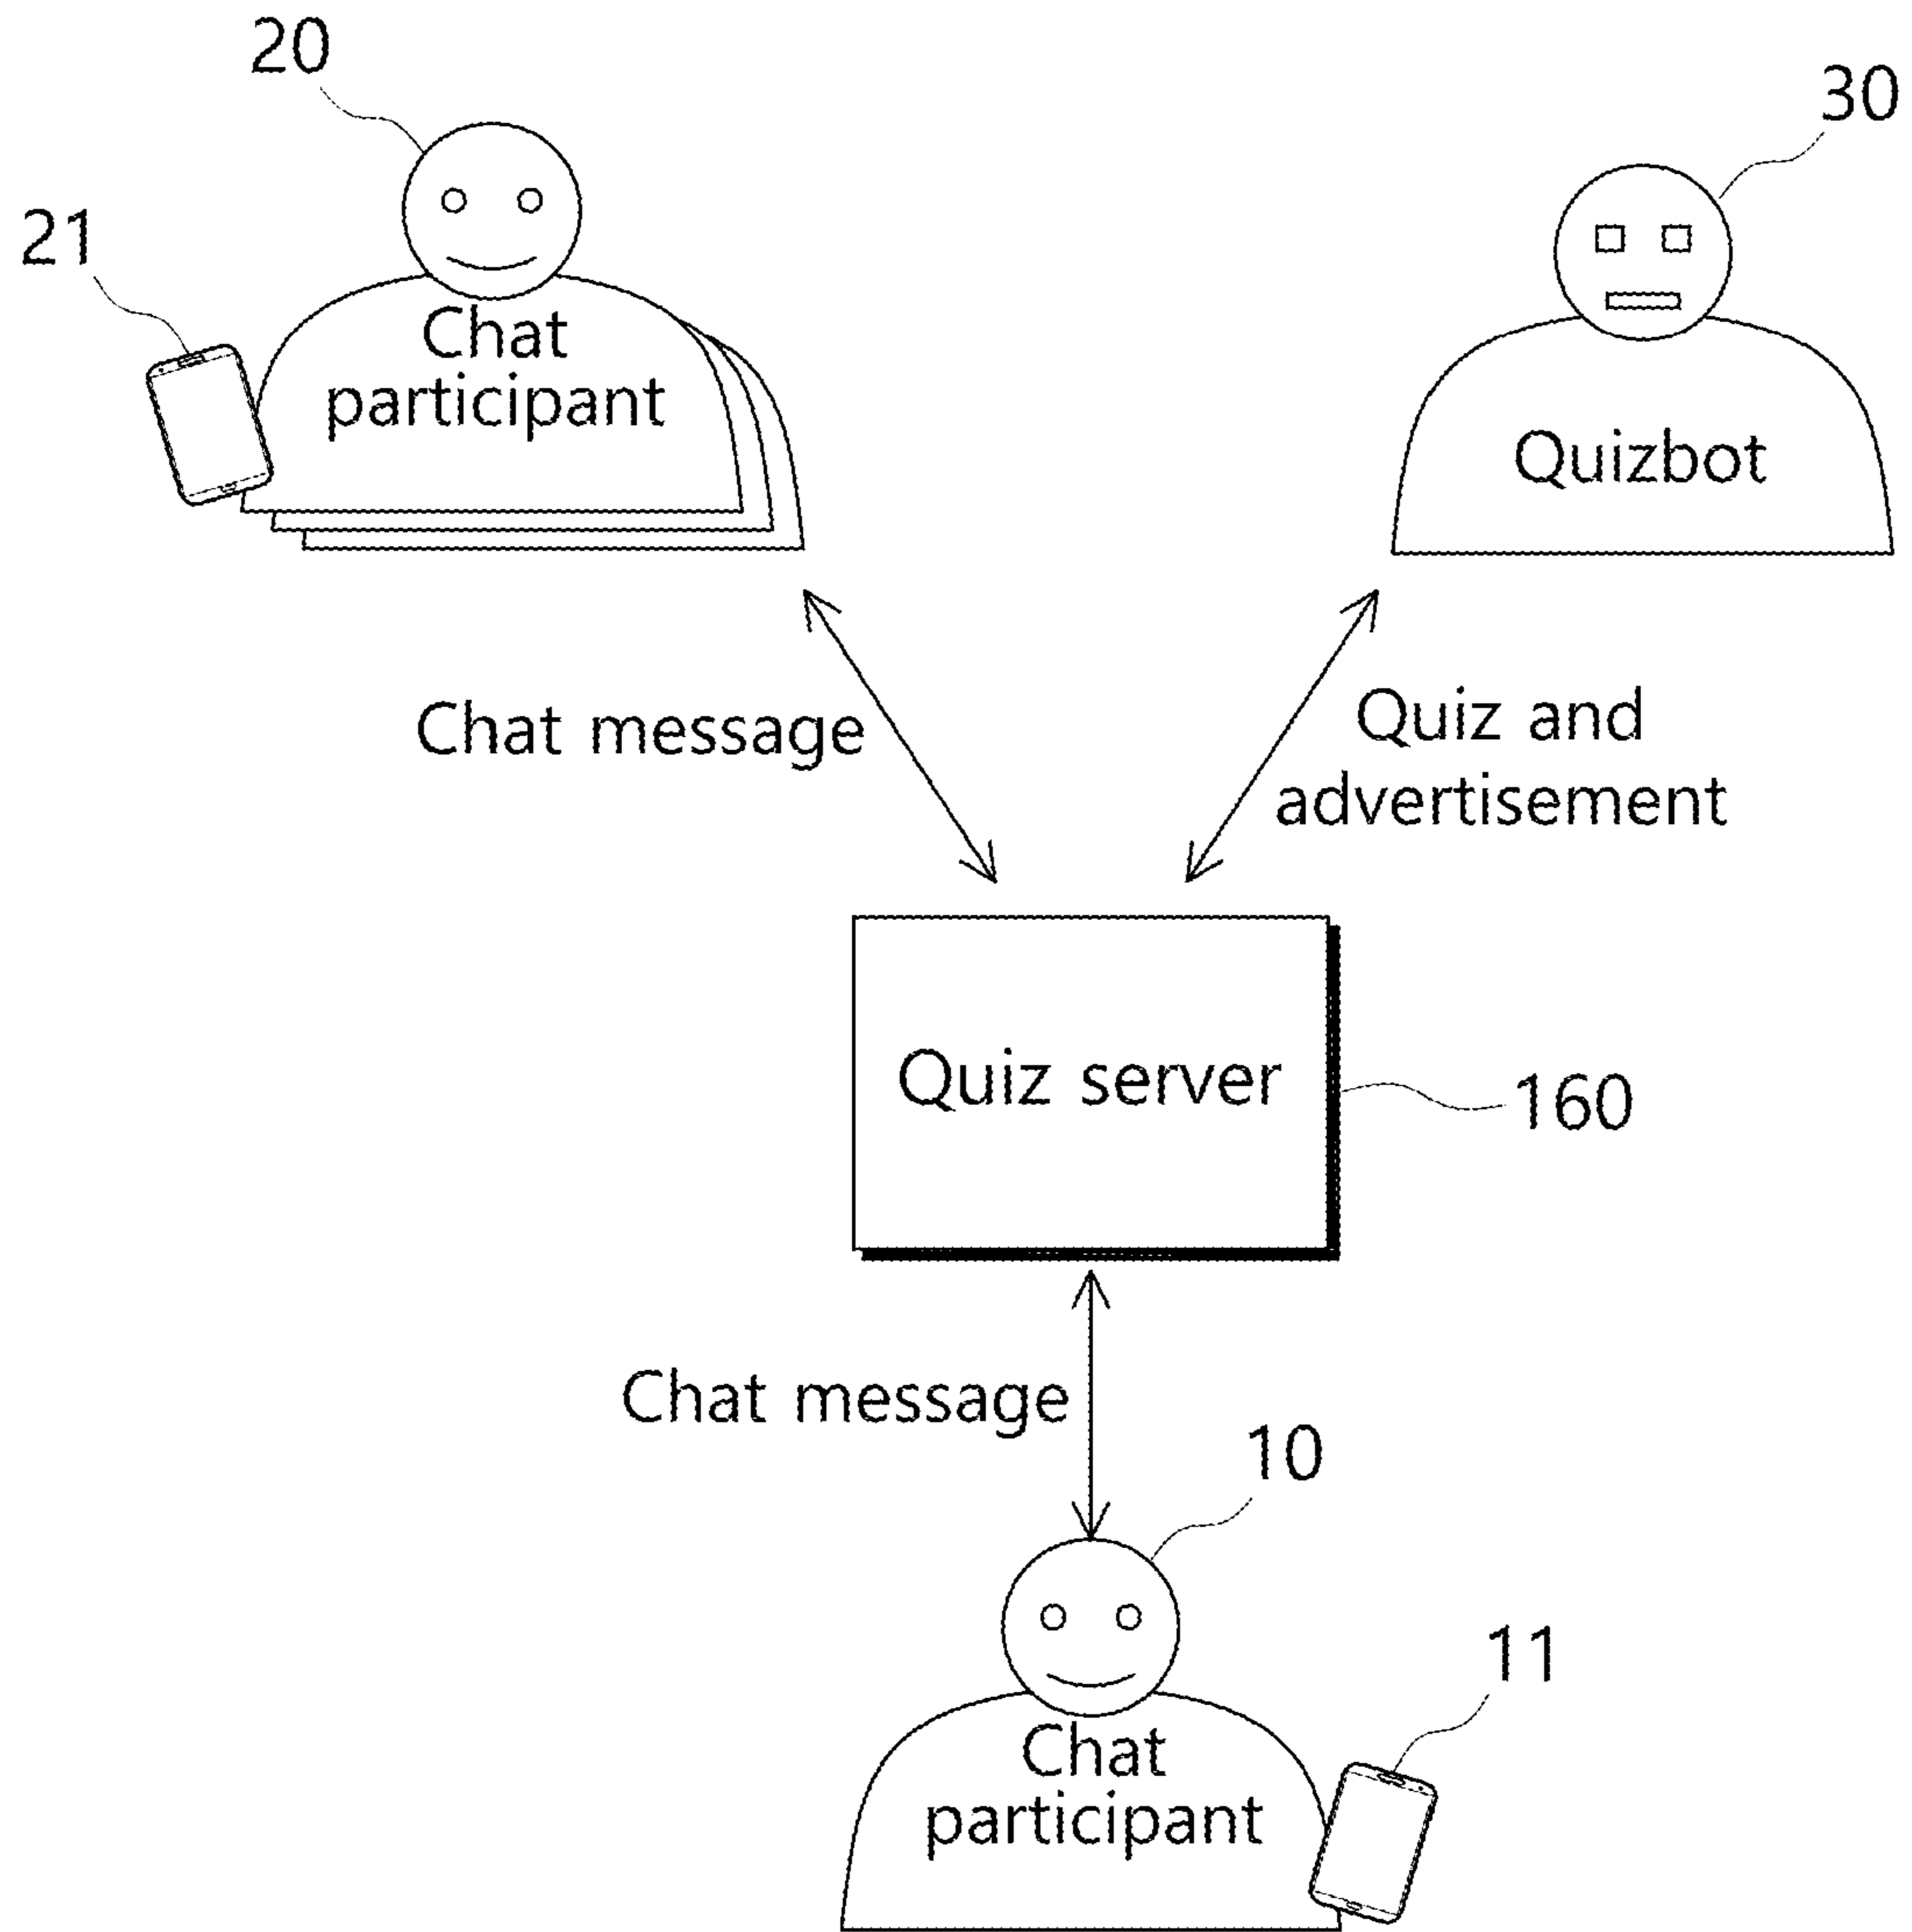 20
30
21
Chat
participant
Quizbot
Chat message
Quiz and
advertisement
Quiz server
160
Chat message
10
11
Chat
participant